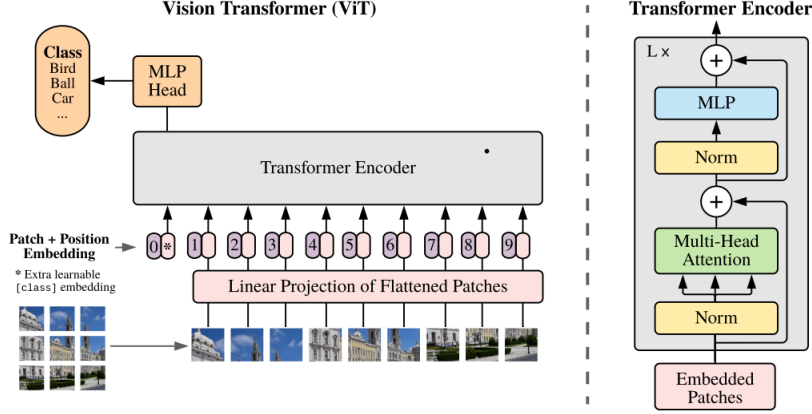 Vision Transformer (ViT)
Transformer Encoder
Class
Bird
Ball
Car
...
MLP
Head
Transformer Encoder
Patch + Position
Embedding
0 * 1 2 3 4 5 6 7 8 9
* Extra learnable
[class] embedding
Linear Projection of Flattened Patches
L ×
+
MLP
Norm
+
Multi-Head
Attention
Norm
Embedded
Patches